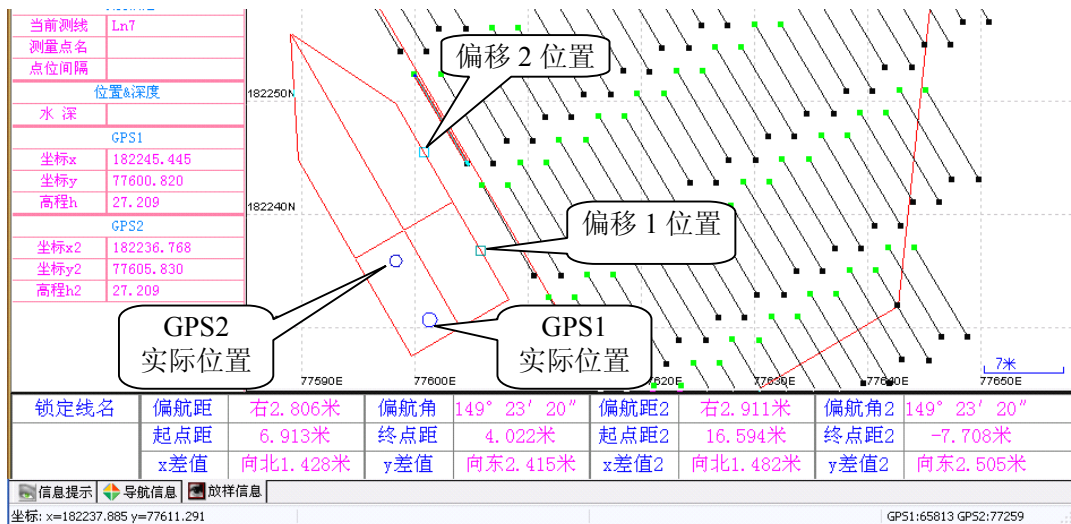 当前测线 Ln7
测量点名
点位间隔
位置&深度
水 深
GPS1
坐标x 182245.445
坐标y 77600.820
高程h 27.209
GPS2
坐标x2 182236.768
坐标y2 77605.830
高程h2 27.209
182250N
182240N
偏移 2 位置
偏移 1 位置
GPS2
实际位置
GPS1
实际位置
7米
77590E 77600E 77620E 77630E 77640E 77650E
锁定线名 偏航距 右2.806米 偏航角 149° 23′ 20″ 偏航距2 右2.911米 偏航角2 149° 23′ 20″
起点距 6.913米 终点距 4.022米 起点距2 16.594米 终点距2 -7.708米
x差值 向北1.428米 y差值 向东2.415米 x差值2 向北1.482米 y差值2 向东2.505米
信息提示 导航信息 放样信息
坐标: x=182237.885 y=77611.291 GPS1:65813 GPS2:77259